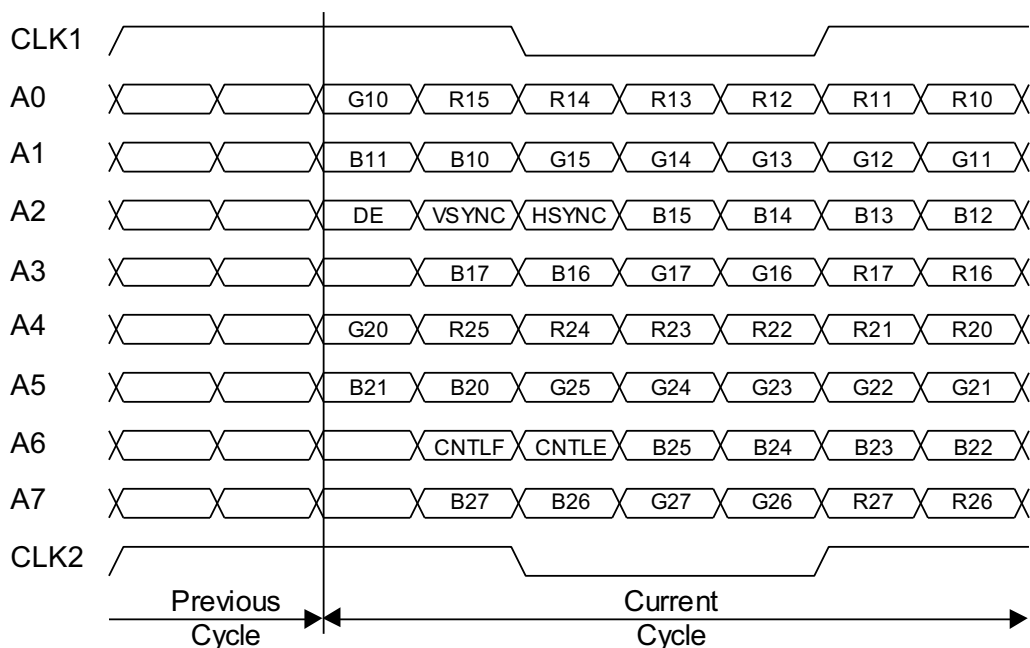 CLK1
A0 G10 R15 R14 R13 R12 R11 R10
A1 B11 B10 G15 G14 G13 G12 G11
A2 DE VSYNC HSYNC B15 B14 B13 B12
A3 B17 B16 G17 G16 R17 R16
A4 G20 R25 R24 R23 R22 R21 R20
A5 B21 B20 G25 G24 G23 G22 G21
A6 CNTLF CNTLE B25 B24 B23 B22
A7 B27 B26 G27 G26 R27 R26
CLK2
Previous Current
Cycle Cycle